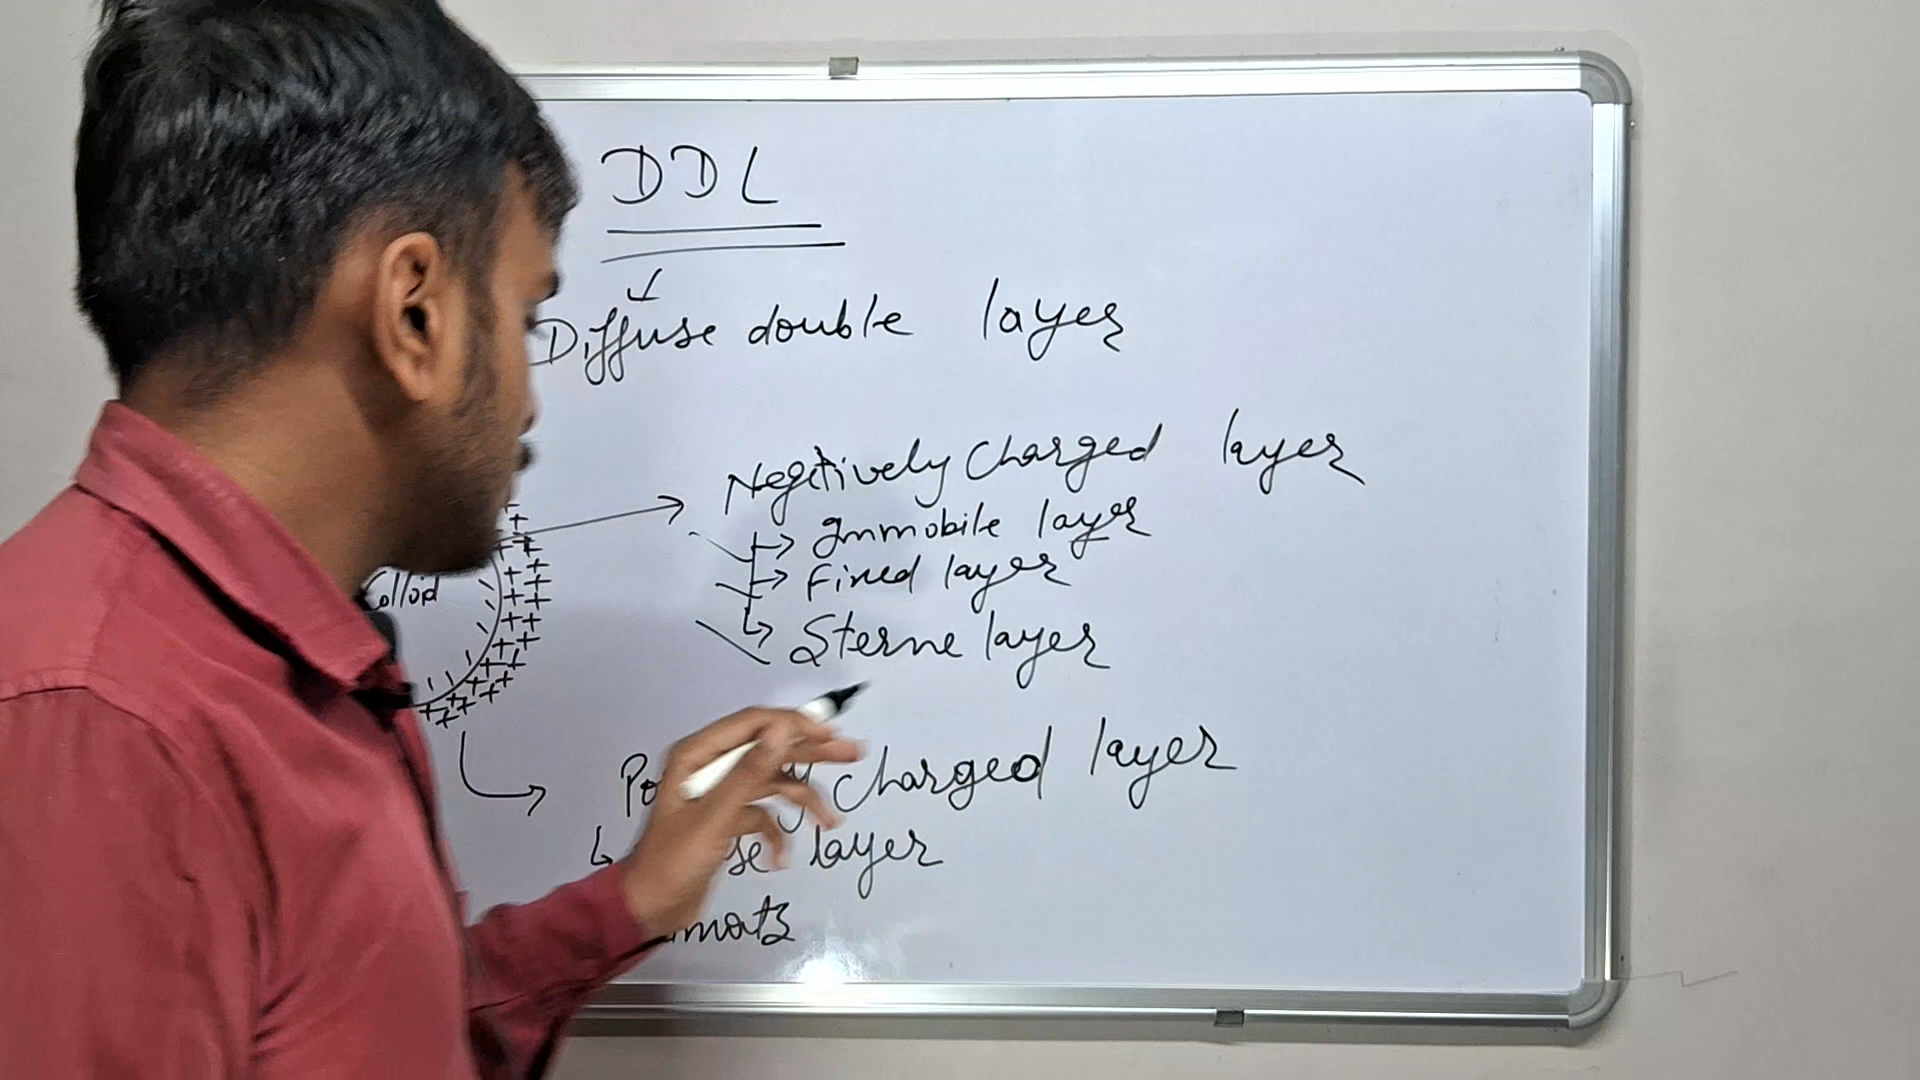 DDL
Diffuse double layer
Negitively Charged layer
Immobile layer
Fixed layer
Colloid
Sterne layer
charged layer
layer